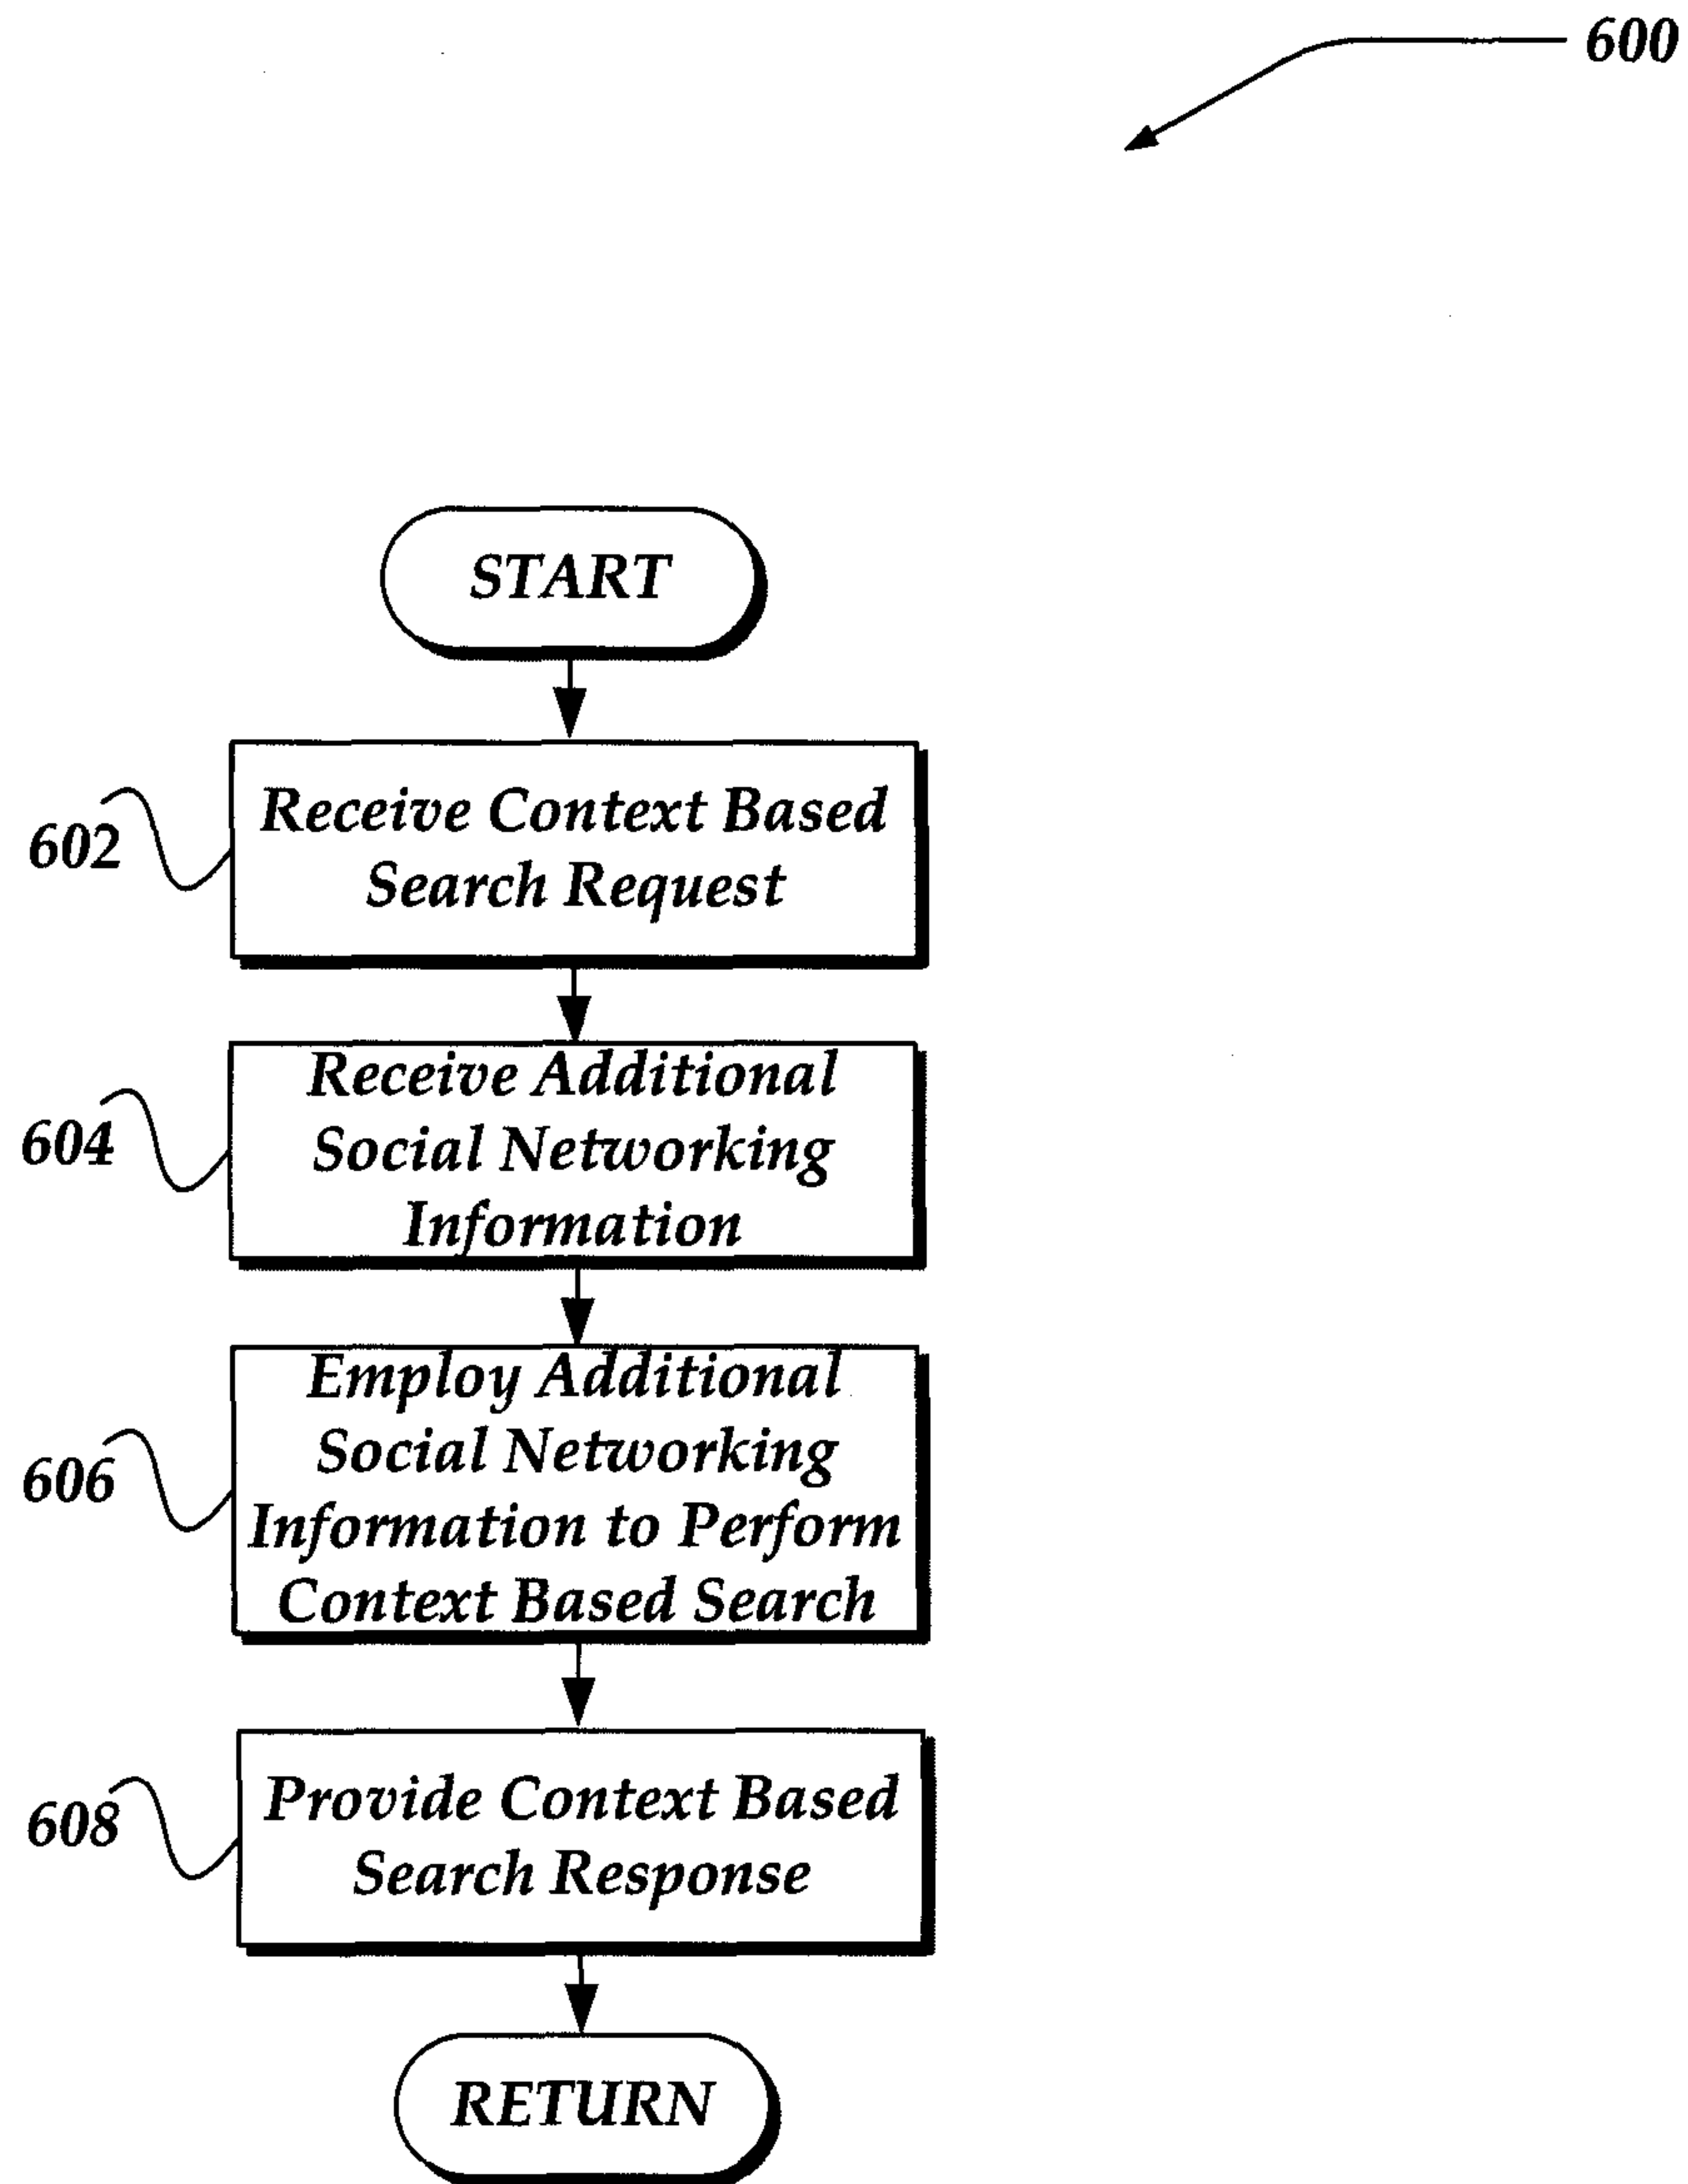 600
START
602
Receive Context Based
Search Request
604
Receive Additional
Social Networking
Information
606
Employ Additional
Social Networking
Information to Perform
Context Based Search
608
Provide Context Based
Search Response
RETURN